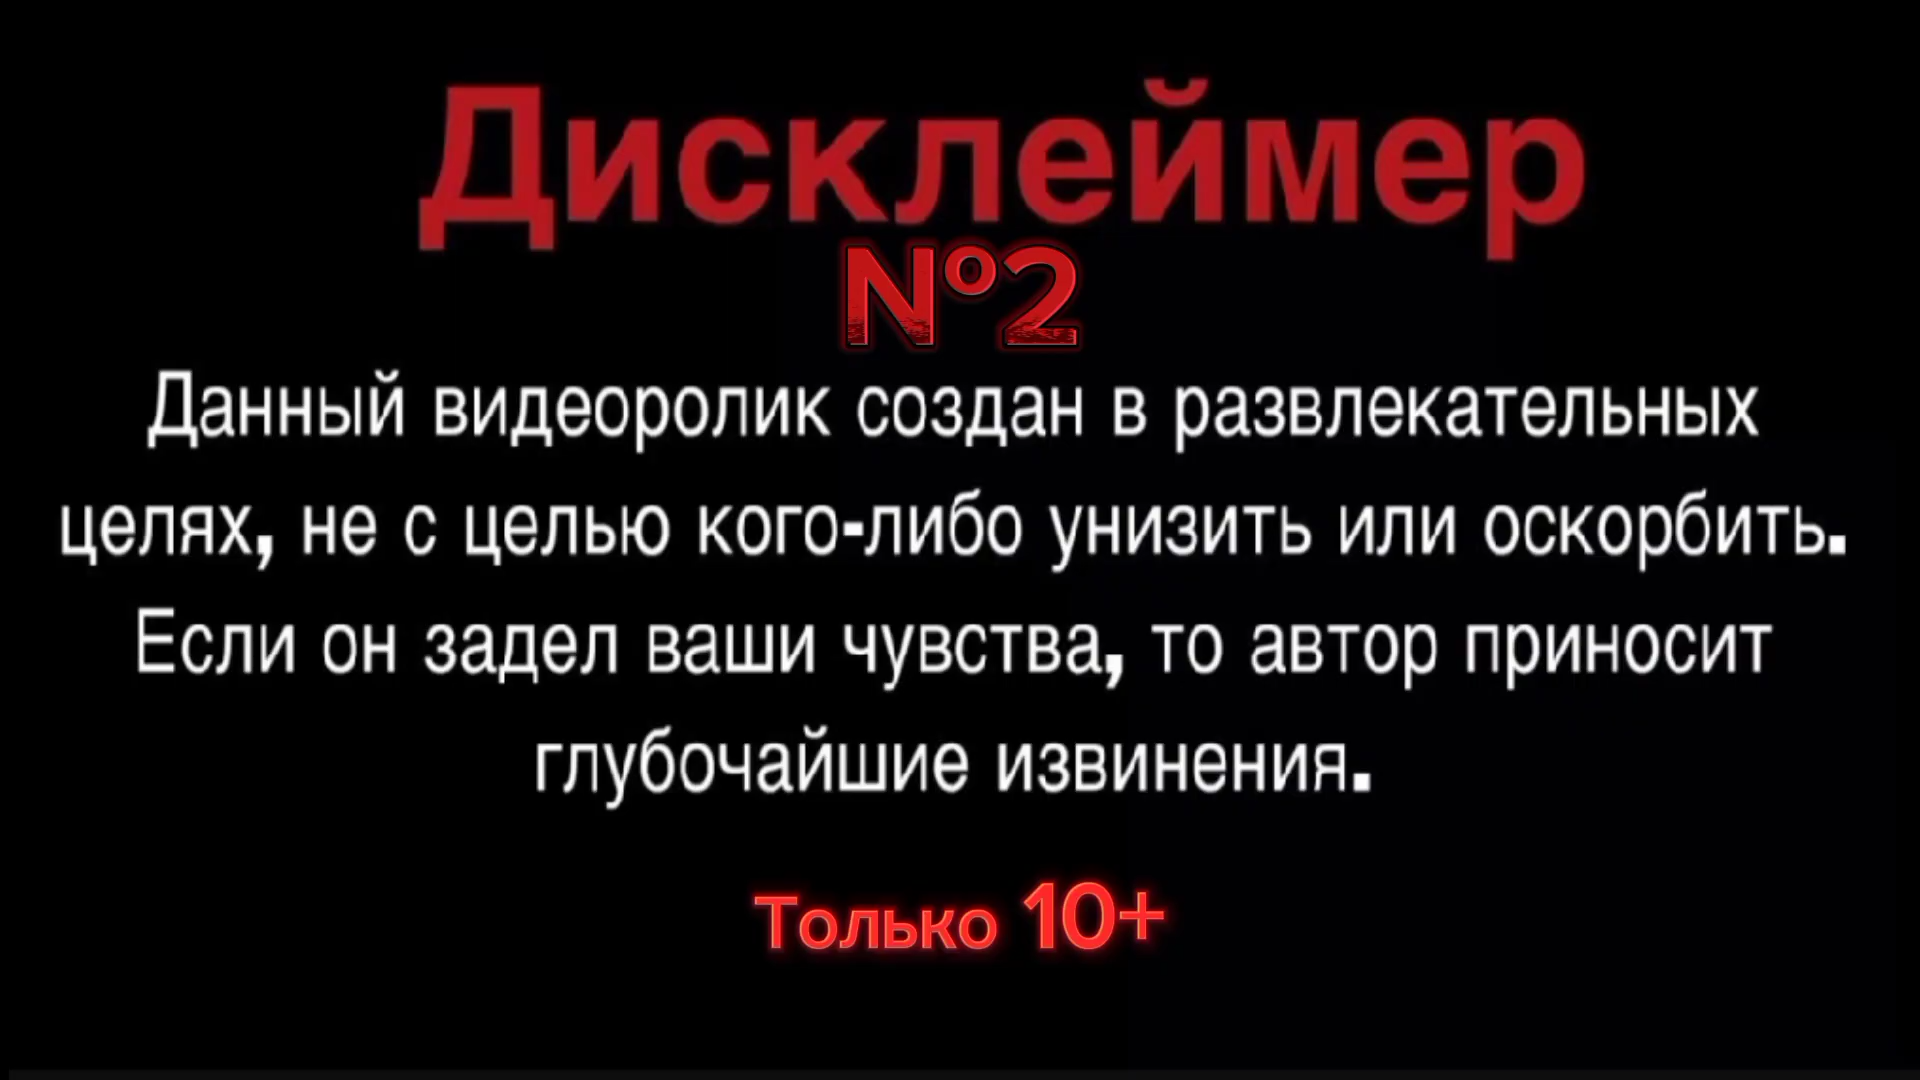 Дисклеймер
№2
Данный видеоролик создан в развлекательных
целях, не с целью кого-либо унизить или оскорбить.
Если он задел ваши чувства, то автор приносит
глубочайшие извинения.
Только 10+